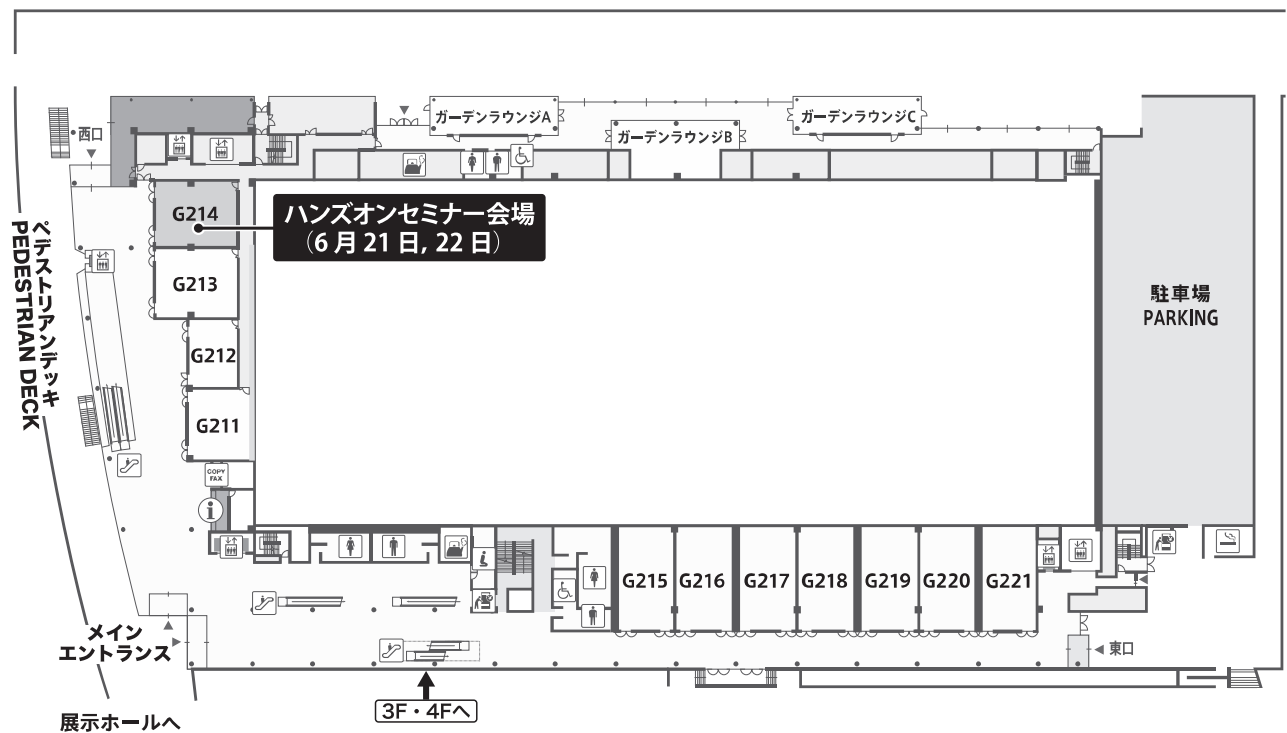 ガーデンラウンジA
ガーデンラウンジB
ガーデンラウンジC
西口
G214
ハンズオンセミナー会場
(6月21日, 22日)
G213
G212
G211
ペデストリアンデッキ
PEDESTRIAN DECK
駐車場
PARKING
COPY
FAX
i
G215
G216
G217
G218
G219
G220
G221
メイン
エントランス
東口
3F・4Fへ
展示ホールへ